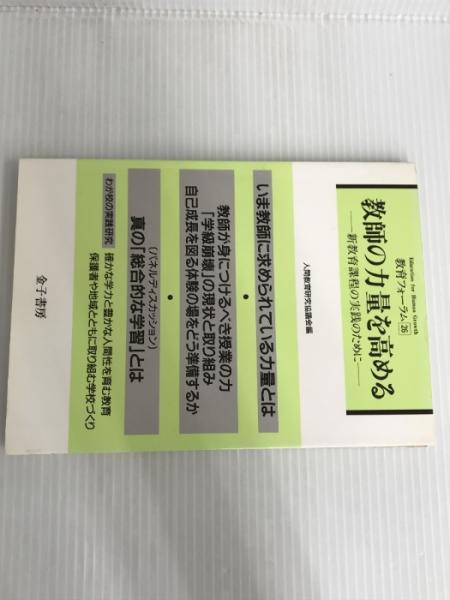 Education for Human Growth
教育フォーラム26
教師の力量を高める
——新教育課程の実践のために——
人間教育研究協議会編
いま教師に求められている力量とは
教師が身につけるべき授業の力
「学級崩壊」の現状と取り組み
自己成長を図る体験の場をどう準備するか
〈パネルディスカッション〉
真の「総合的な学習」とは
わが校の実践研究
確かな学力と豊かな人間性を育む教育
保護者や地域とともに取り組む学校づくり
金子書房